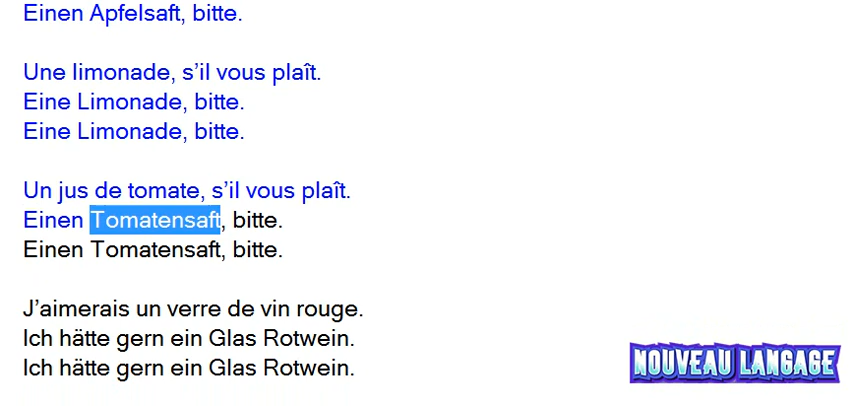 Einen Apfelsaft, bitte.
Une limonade, s’il vous plaît.
Eine Limonade, bitte.
Eine Limonade, bitte.
Un jus de tomate, s’il vous plaît.
Einen Tomatensaft, bitte.
Einen Tomatensaft, bitte.
J’aimerais un verre de vin rouge.
Ich hätte gern ein Glas Rotwein.
Ich hätte gern ein Glas Rotwein.
NOUVEAU LANGAGE